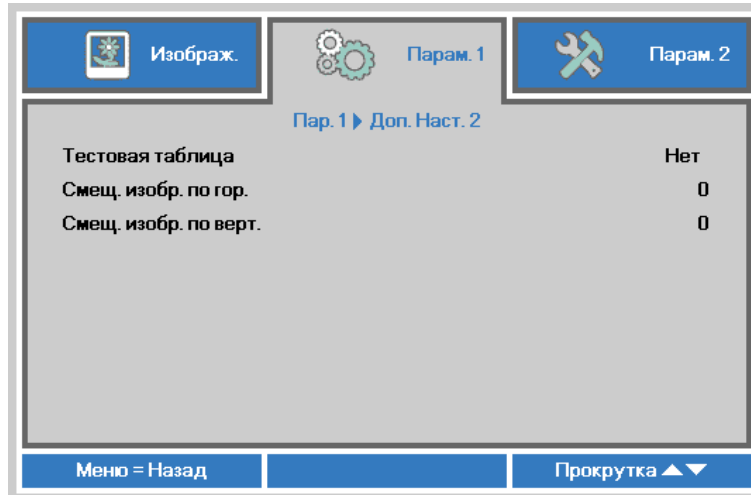 Изображ. Парам. 1 Парам. 2
Пар. 1 ▶ Доп. Наст. 2
Тестовая таблица Нет
Смещ. изобр. по гор. 0
Смещ. изобр. по верт. 0
Меню = Назад Прокрутка ▲▼